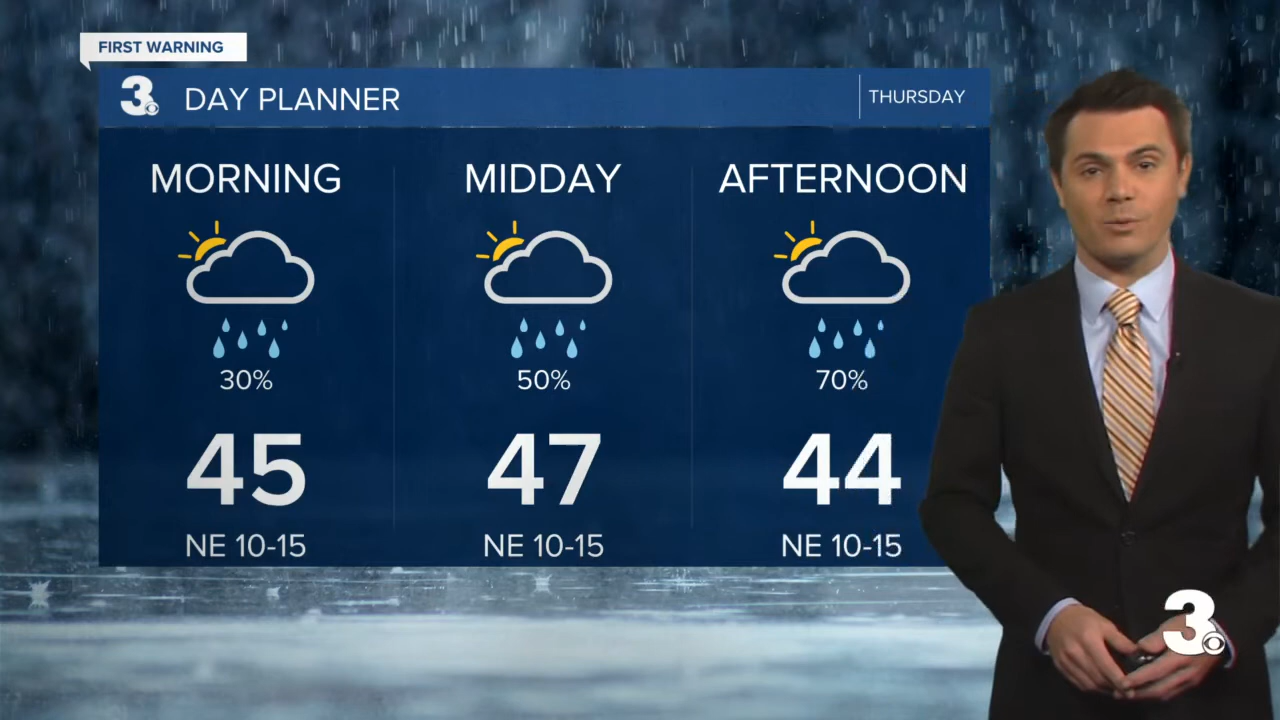 FIRST WARNING
3 DAY PLANNER
THURSDAY
MORNING
MIDDAY
AFTERNOON
30%
50%
70%
45
47
44
NE 10-15
NE 10-15
NE 10-15
3